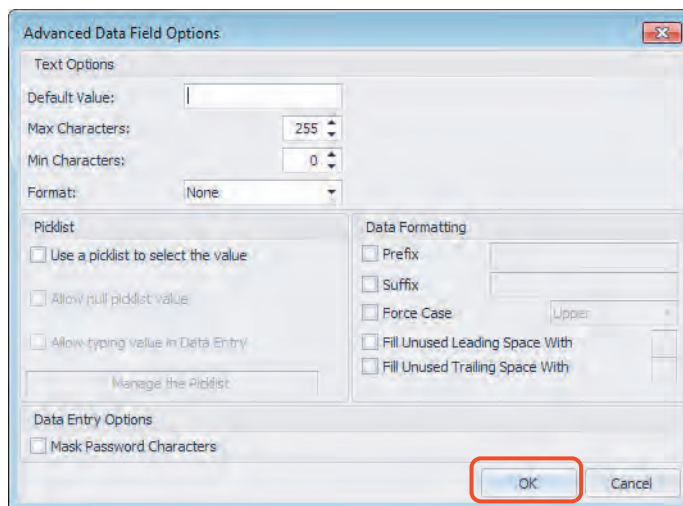 Advanced Data Field Options
Text Options
Default Value:
Max Characters: 255
Min Characters: 0
Format: None
Picklist
Use a picklist to select the value
Allow null picklist value
Allow typing value in Data Entry
Manage the Picklist
Data Formatting
Prefix
Suffix
Force Case Upper
Fill Unused Leading Space With
Fill Unused Trailing Space With
Data Entry Options
Mask Password Characters
OK Cancel